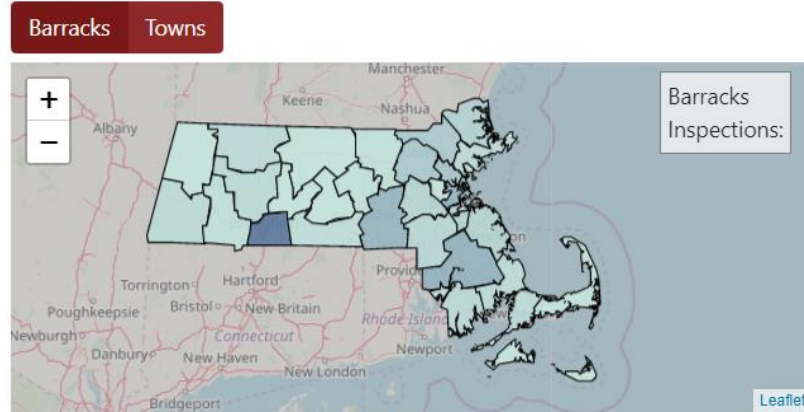 Barracks Towns
+
−
Barracks
Inspections:
Manchester
Keene
Nashua
Albany
Torrington
Hartford
Poughkeepsie
Bristol
New Britain
Newburgh
Connecticut
Rhode Island
Danbury
New Haven
Newport
New London
Bridgeport
Leaflet